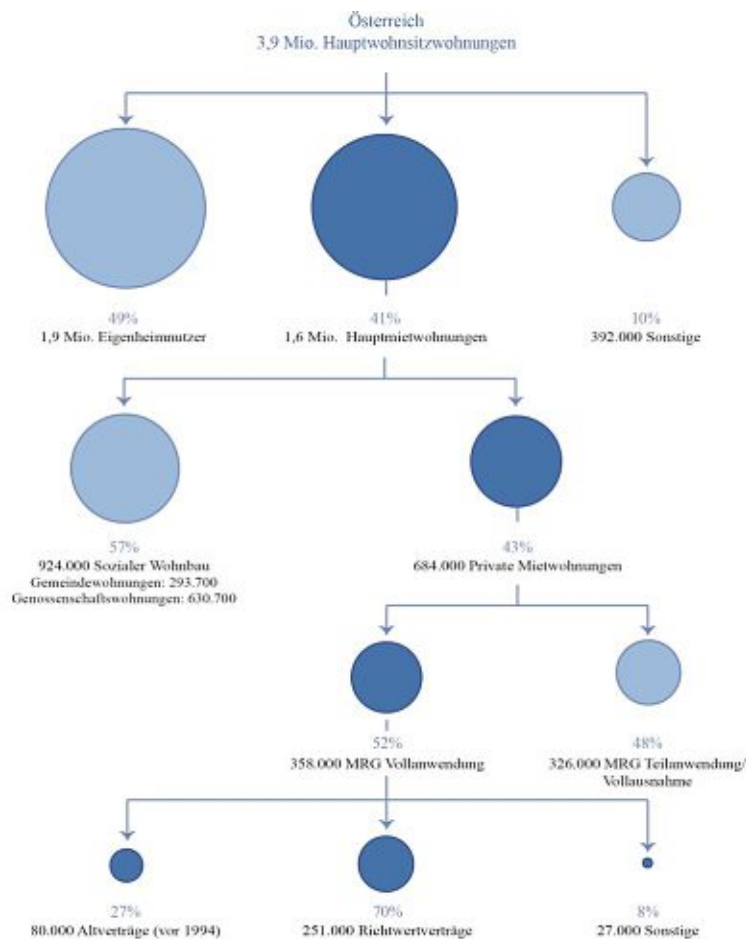 Österreich
3,9 Mio. Hauptwohnsitzwohnungen
49%
1,9 Mio. Eigenheimnutzer
41%
1,6 Mio. Hauptmietwohnungen
10%
392.000 Sonstige
57%
924.000 Sozialer Wohnbau
Gemeindewohnungen: 293.700
Genossenschaftswohnungen: 630.700
43%
684.000 Private Mietwohnungen
52%
358.000 MRG Vollanwendung
48%
326.000 MRG Teilanwendung/
Vollausnahme
27%
80.000 Altverträge (vor 1994)
70%
251.000 Richtwertverträge
8%
27.000 Sonstige